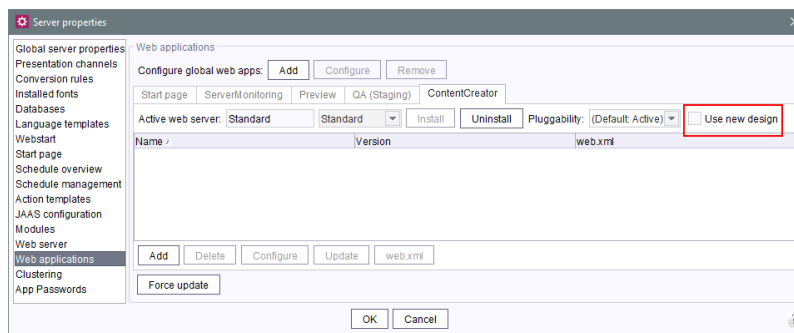 Server properties
Global server properties
Presentation channels
Conversion rules
Installed fonts
Databases
Language templates
Webstart
Start page
Schedule overview
Schedule management
Action templates
JAAS configuration
Modules
Web server
Web applications
Clustering
App Passwords
Web applications
Configure global web apps: Add Configure Remove
Start page ServerMonitoring Preview QA (Staging) ContentCreator
Active web server: Standard Standard Install Uninstall Pluggability: (Default: Active) Use new design
Name Version web.xml
Add Delete Configure Update web.xml
Force update
OK Cancel